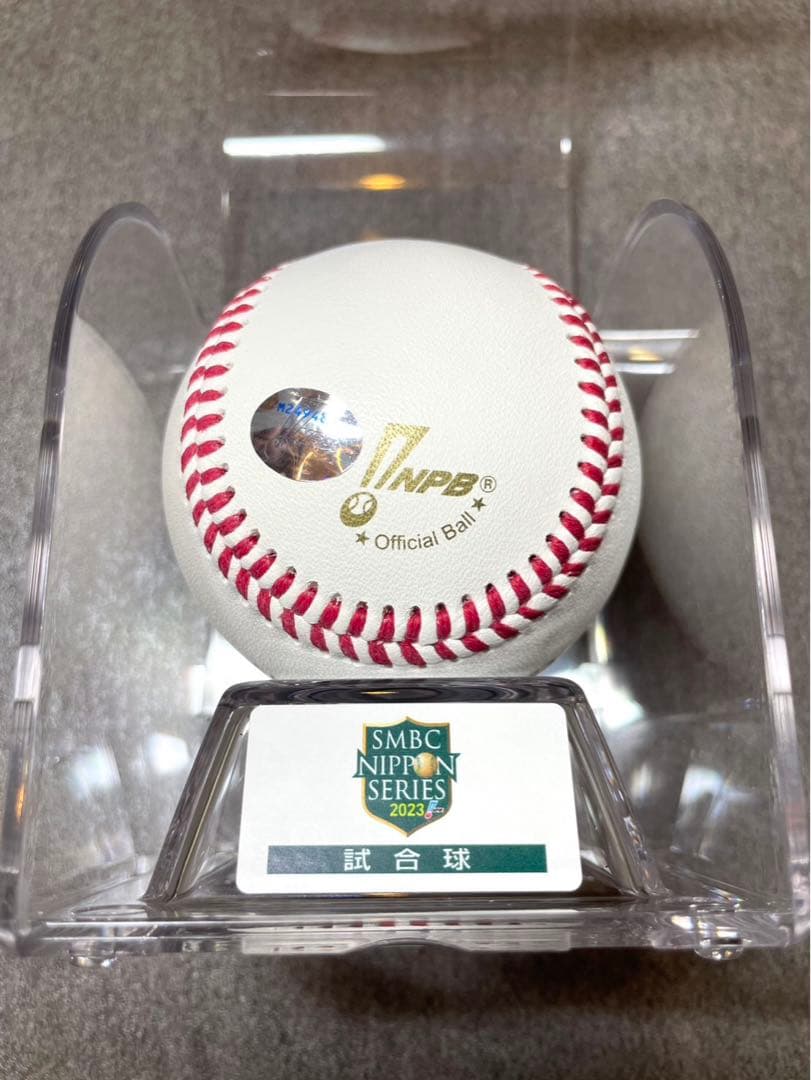 NPB®
★ Official Ball ★
SMBC
NIPPON
SERIES
2023
試合球